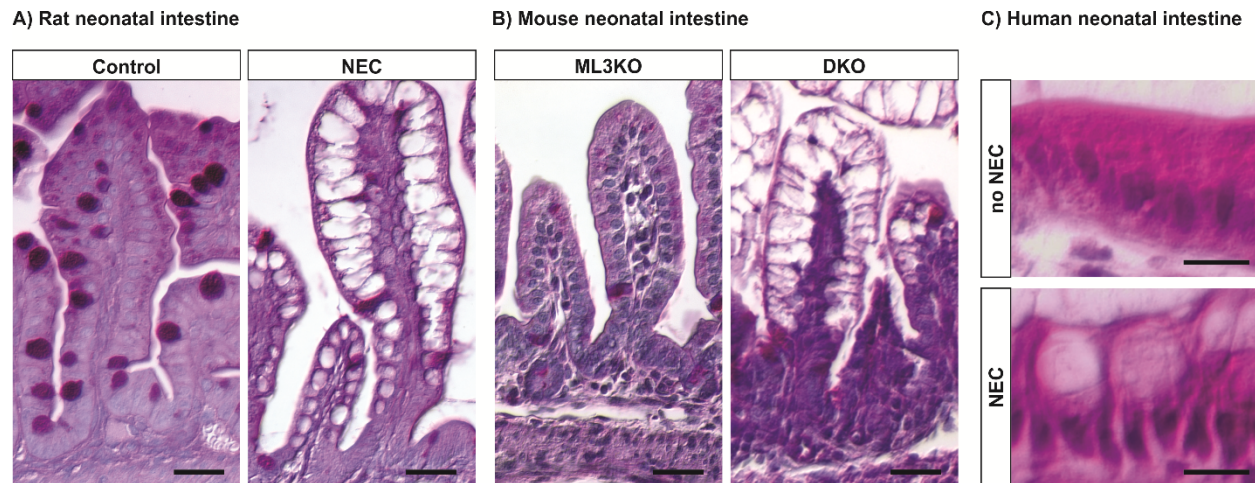 A) Rat neonatal intestine
B) Mouse neonatal intestine
C) Human neonatal intestine
Control
NEC
ML3KO
DKO
no NEC
NEC